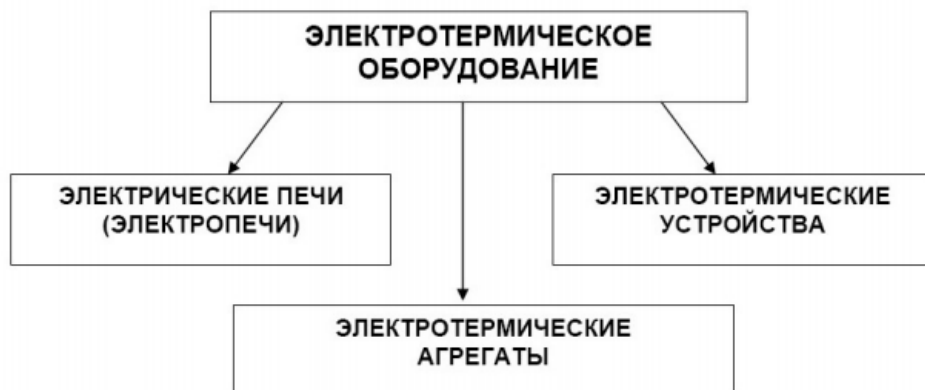 ЭЛЕКТРОТЕРМИЧЕСКОЕ
ОБОРУДОВАНИЕ
ЭЛЕКТРИЧЕСКИЕ ПЕЧИ
(ЭЛЕКТРОПЕЧИ)
ЭЛЕКТРОТЕРМИЧЕСКИЕ
УСТРОЙСТВА
ЭЛЕКТРОТЕРМИЧЕСКИЕ
АГРЕГАТЫ